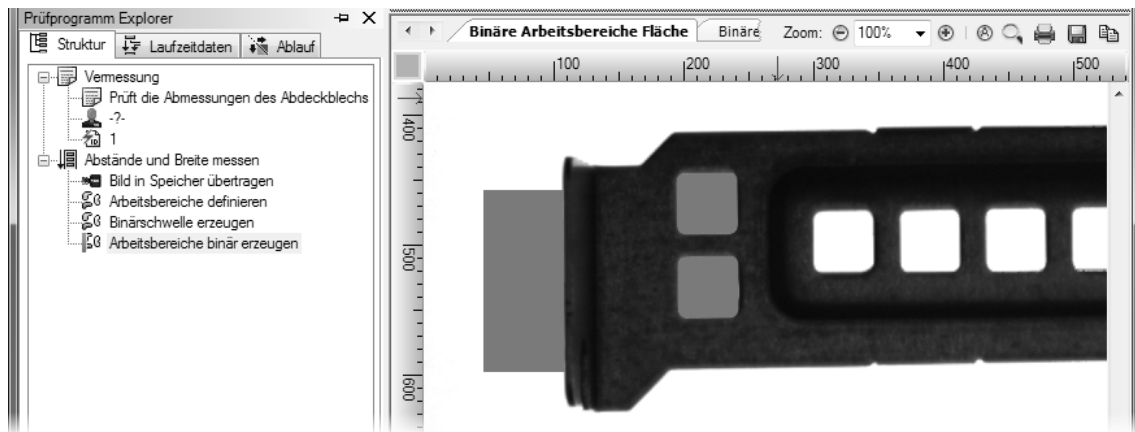 Prüfprogramm Explorer
Struktur
Laufzeitdaten
Ablauf
Vermessung
Prüft die Abmessungen des Abdeckblechs
-?-
1
Abstände und Breite messen
Bild in Speicher übertragen
Arbeitsbereiche definieren
Binärschwelle erzeugen
Arbeitsbereiche binär erzeugen
Binäre Arbeitsbereiche Fläche
Binäre
Zoom:
100%
100
200
300
400
500
400
500
600